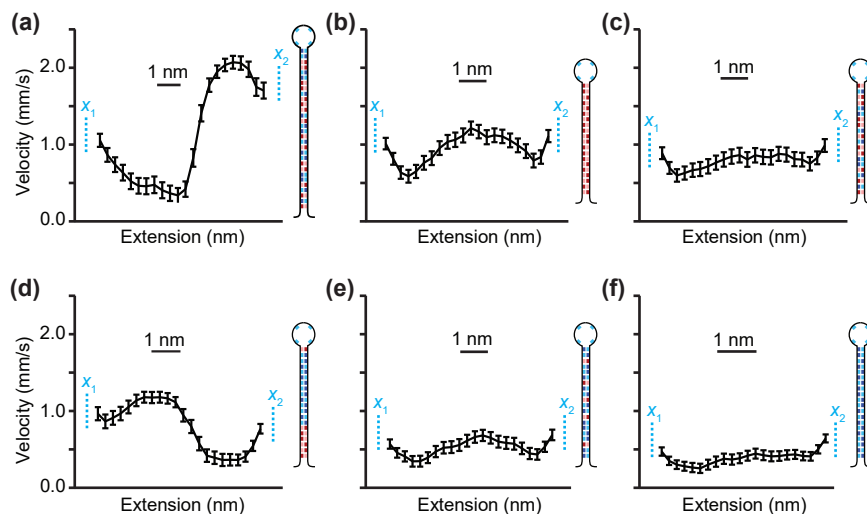 (a)
Velocity (mm/s)
2.0
1.0
0.0
x1
1 nm
x2
Extension (nm)
(b)
x1
1 nm
x2
Extension (nm)
(c)
x1
1 nm
x2
Extension (nm)
(d)
Velocity (mm/s)
2.0
1.0
0.0
x1
1 nm
x2
Extension (nm)
(e)
x1
1 nm
x2
Extension (nm)
(f)
x1
1 nm
x2
Extension (nm)